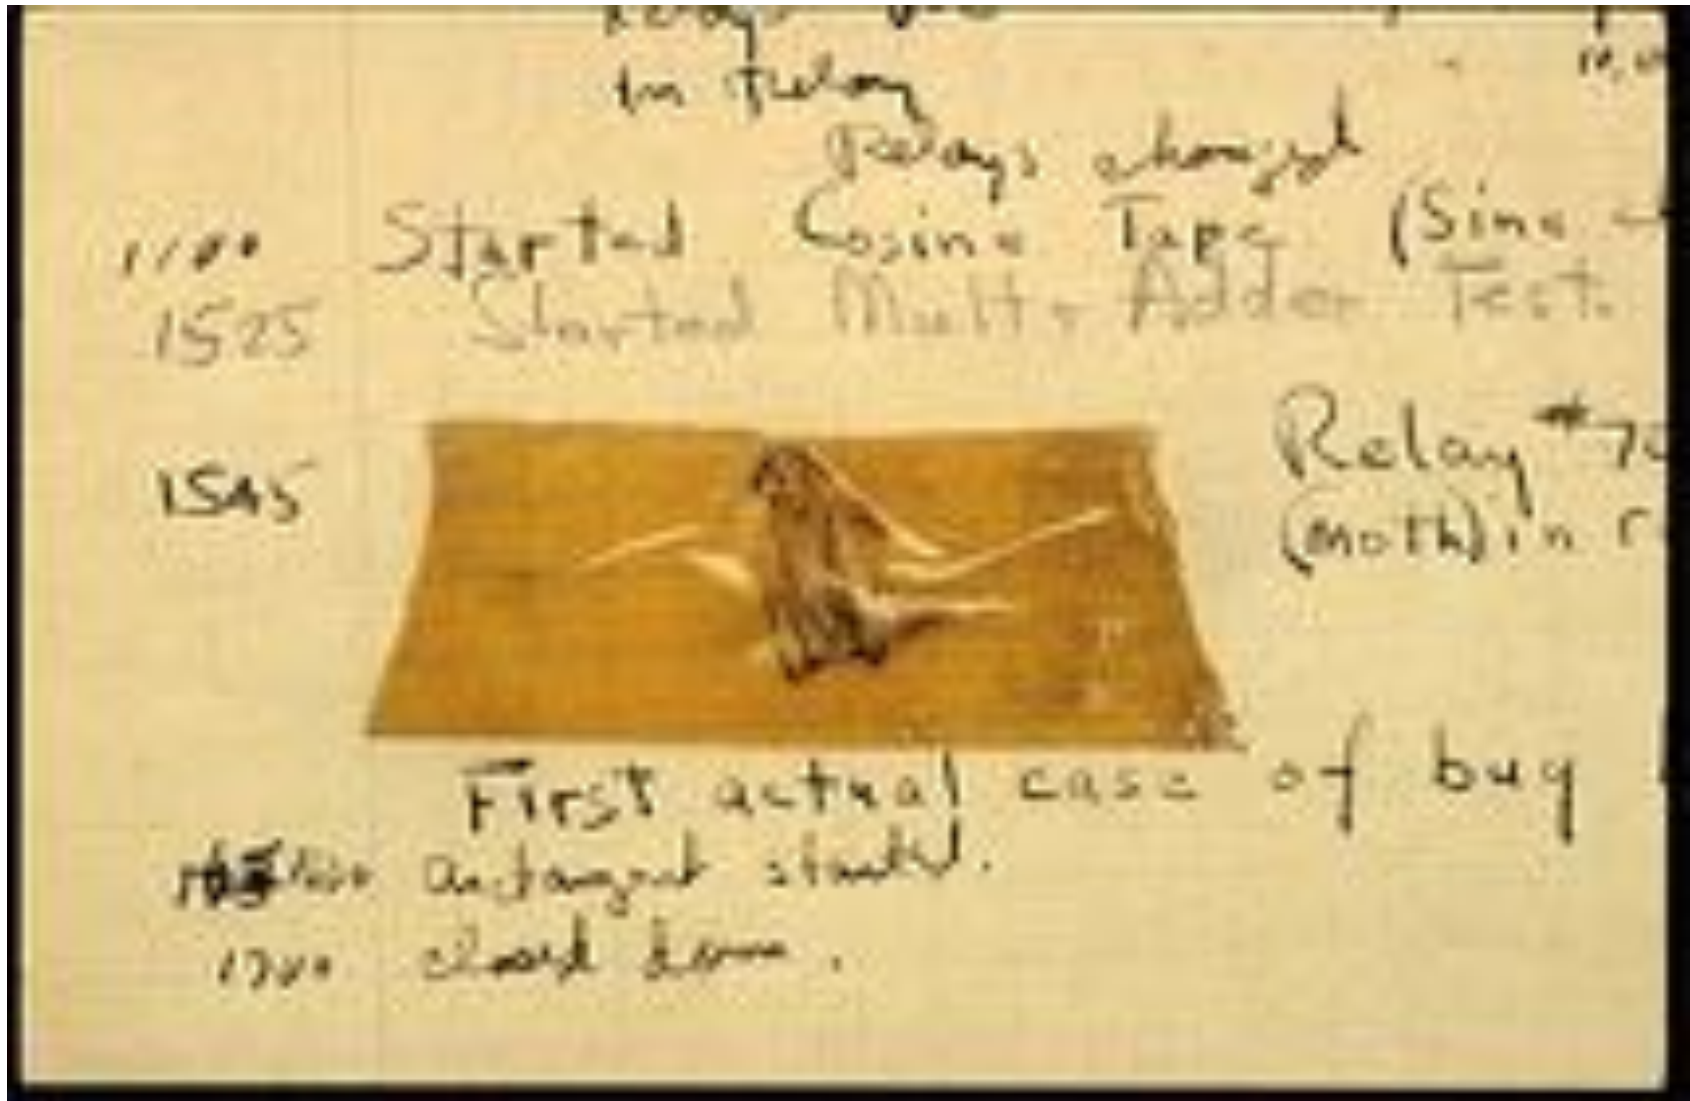 Relays
in Relay
Relays changed
1100 Started Cosine Tape (Sine
1525 Started Mult+Adder Test.
1545 Relay #70
(moth) in r
First actual case of bug
antangent started.
1700 closed down.